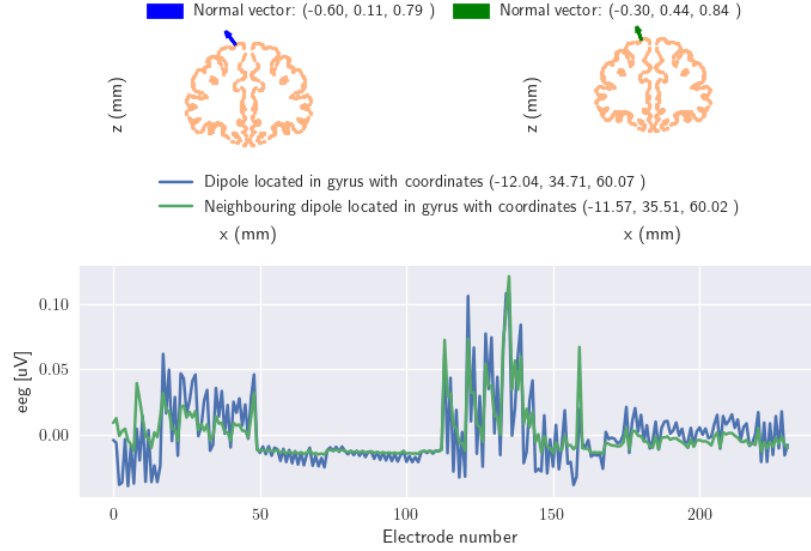 Normal vector: (-0.60, 0.11, 0.79 )
Normal vector: (-0.30, 0.44, 0.84 )
z (mm)
z (mm)
Dipole located in gyrus with coordinates (-12.04, 34.71, 60.07 )
Neighbouring dipole located in gyrus with coordinates (-11.57, 35.51, 60.02 )
x (mm)
x (mm)
0.10
0.05
0.00
eeg [uV]
0
50
100
150
200
Electrode number